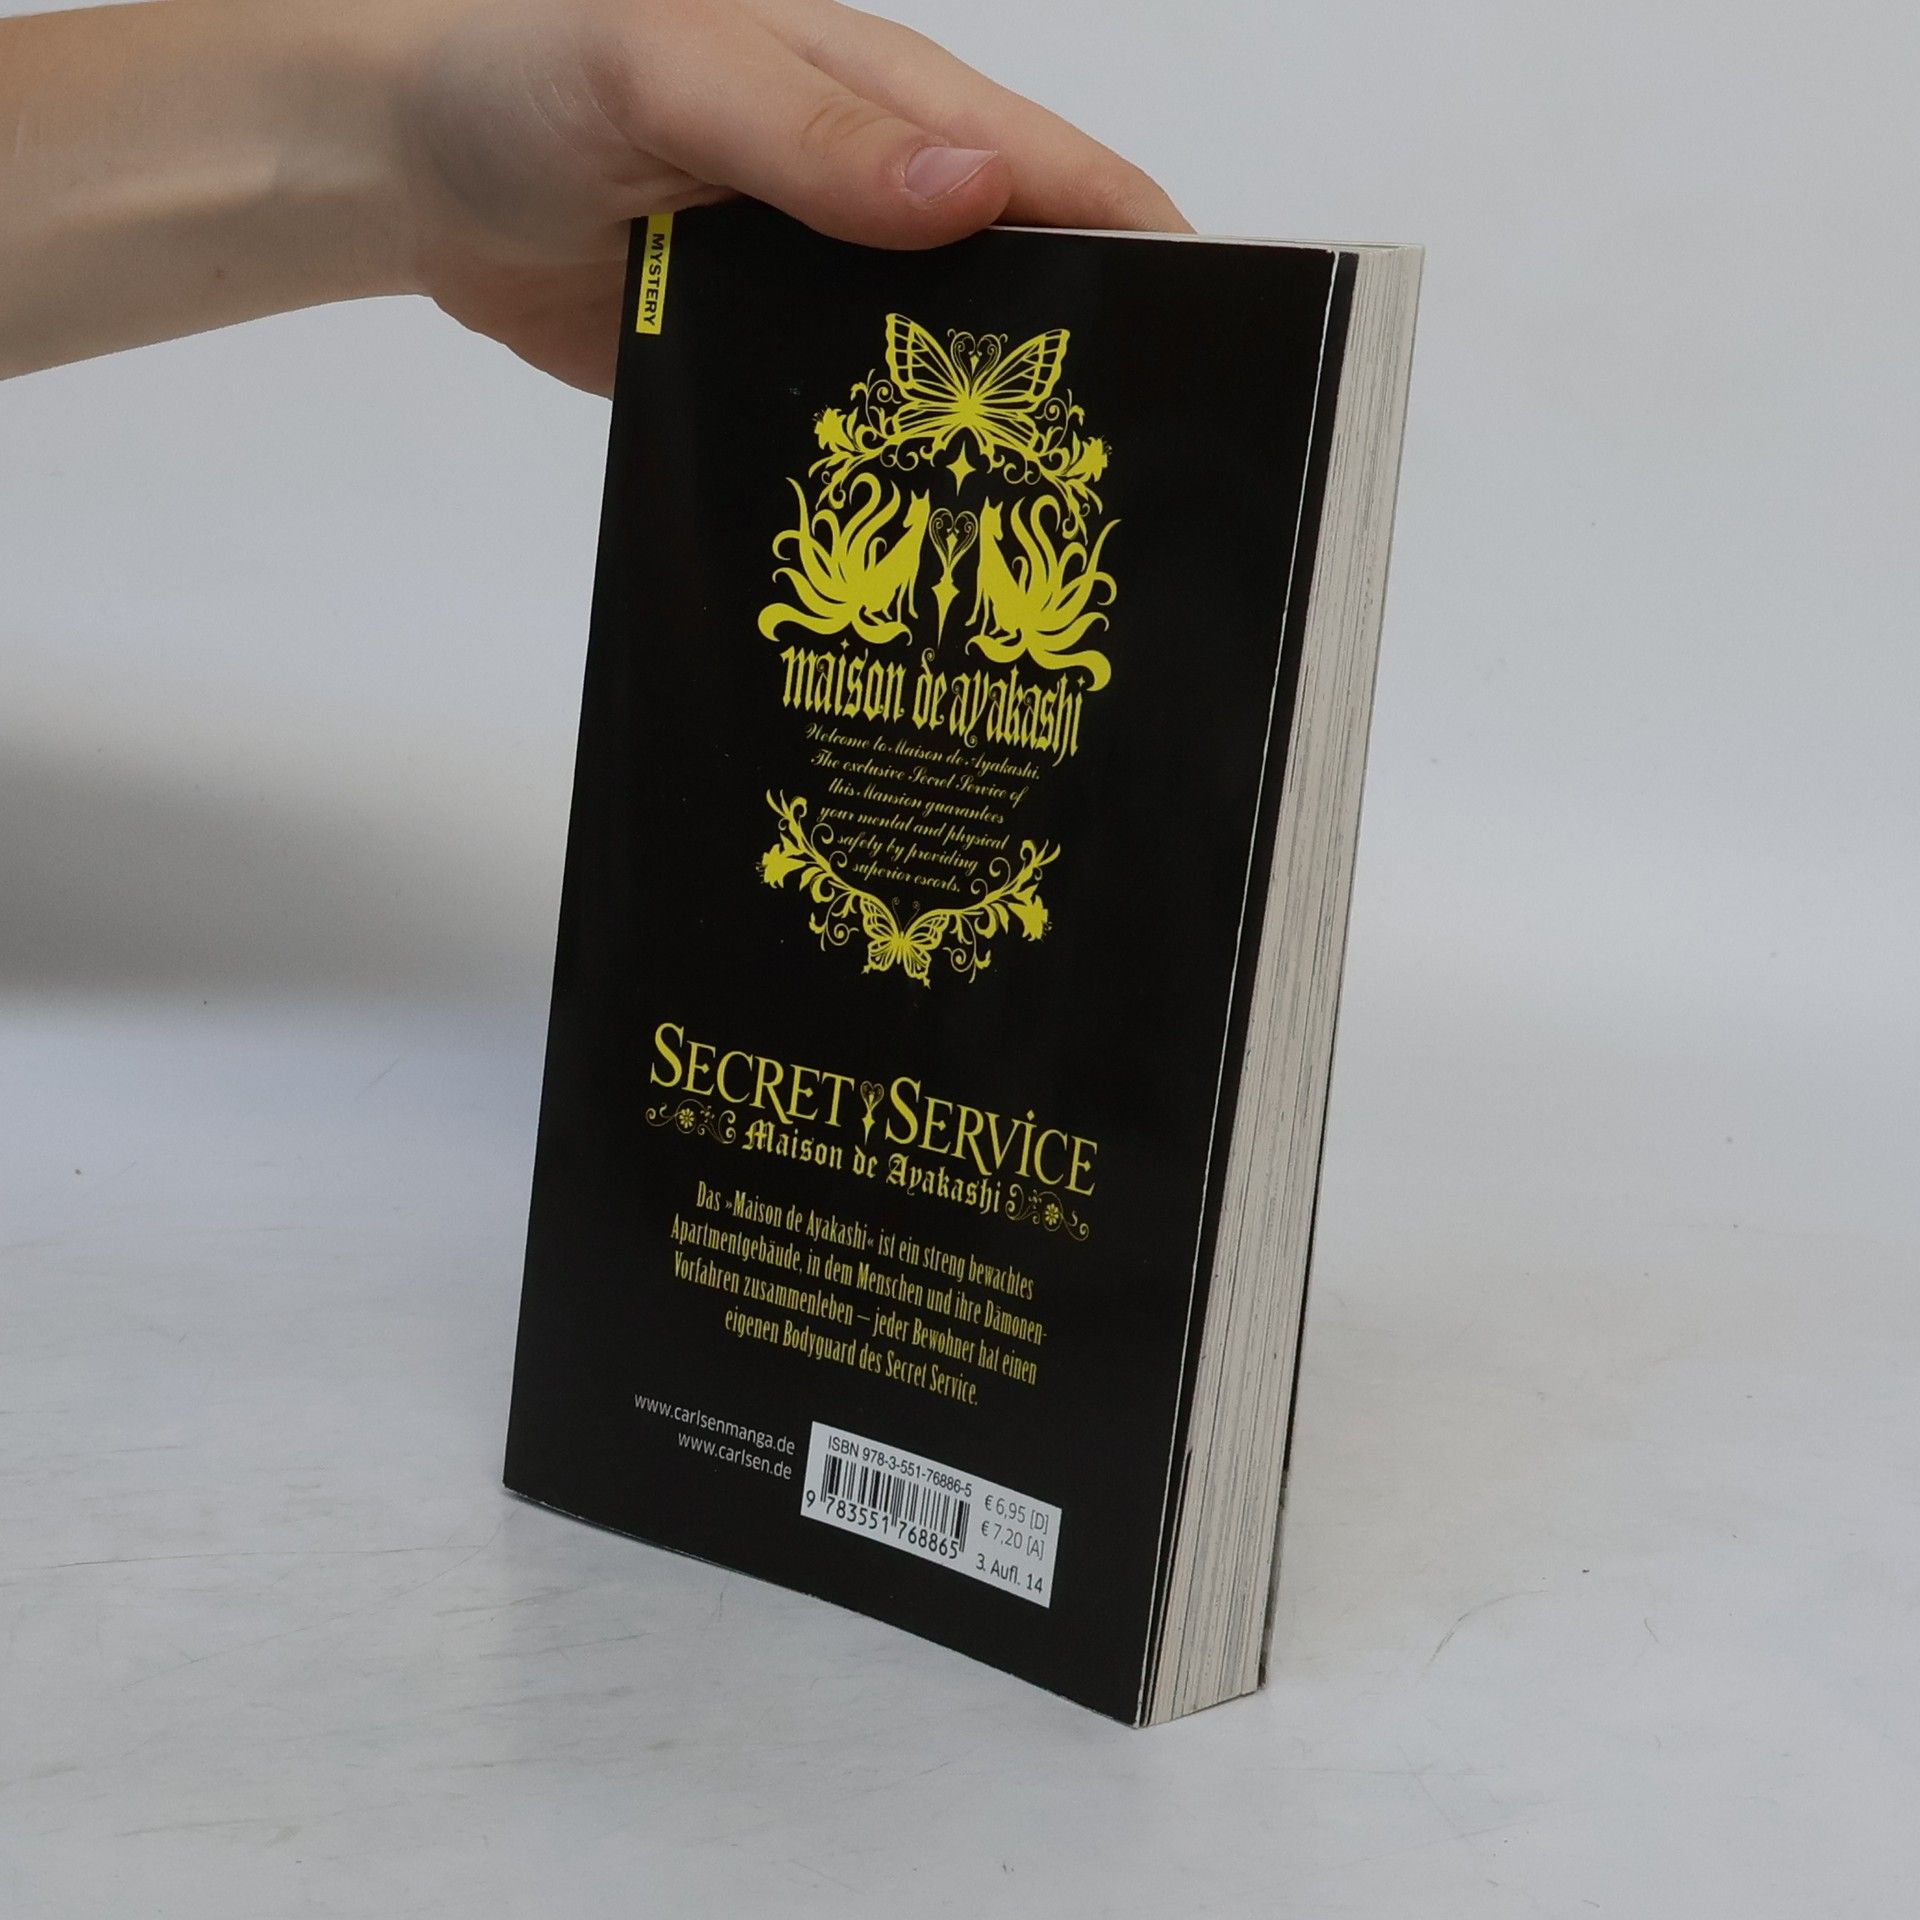 MYSTERY
maison de ayakashi
Welcome to Maison de Ayakashi.
The exclusive Secret Service of
this Mansion guarantees
your mental and physical
safety by providing
superior escorts.
SECRET SERVICE
Maison de Ayakashi
Das »Maison de Ayakashi« ist ein streng bewachtes
Apartmentgebäude, in dem Menschen und ihre Dämonen-
Vorfahren zusammenleben – jeder Bewohner hat einen
eigenen Bodyguard des Secret Service.
www.carlsenmanga.de
www.carlsen.de
ISBN 978-3-551-76886-5
9 783551 768865
€ 6,95 [D]
€ 7,20 [A]
3. Aufl. 14